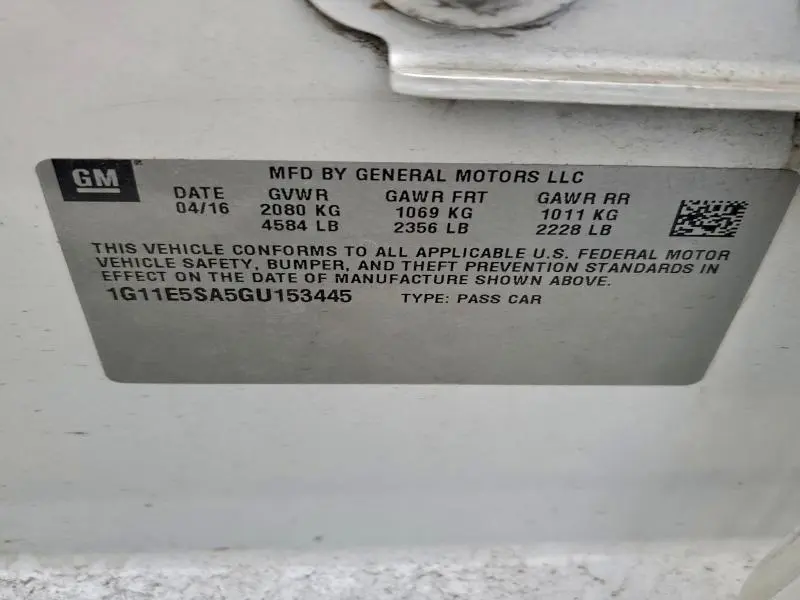 GM
MFD BY GENERAL MOTORS LLC
DATE GVWR GAWR FRT GAWR RR
04/16 2080 KG 1069 KG 1011 KG
4584 LB 2356 LB 2228 LB
THIS VEHICLE CONFORMS TO ALL APPLICABLE U.S. FEDERAL MOTOR
VEHICLE SAFETY, BUMPER, AND THEFT PREVENTION STANDARDS IN
EFFECT ON THE DATE OF MANUFACTURE SHOWN ABOVE.
1G11E5SA5GU153445 TYPE: PASS CAR